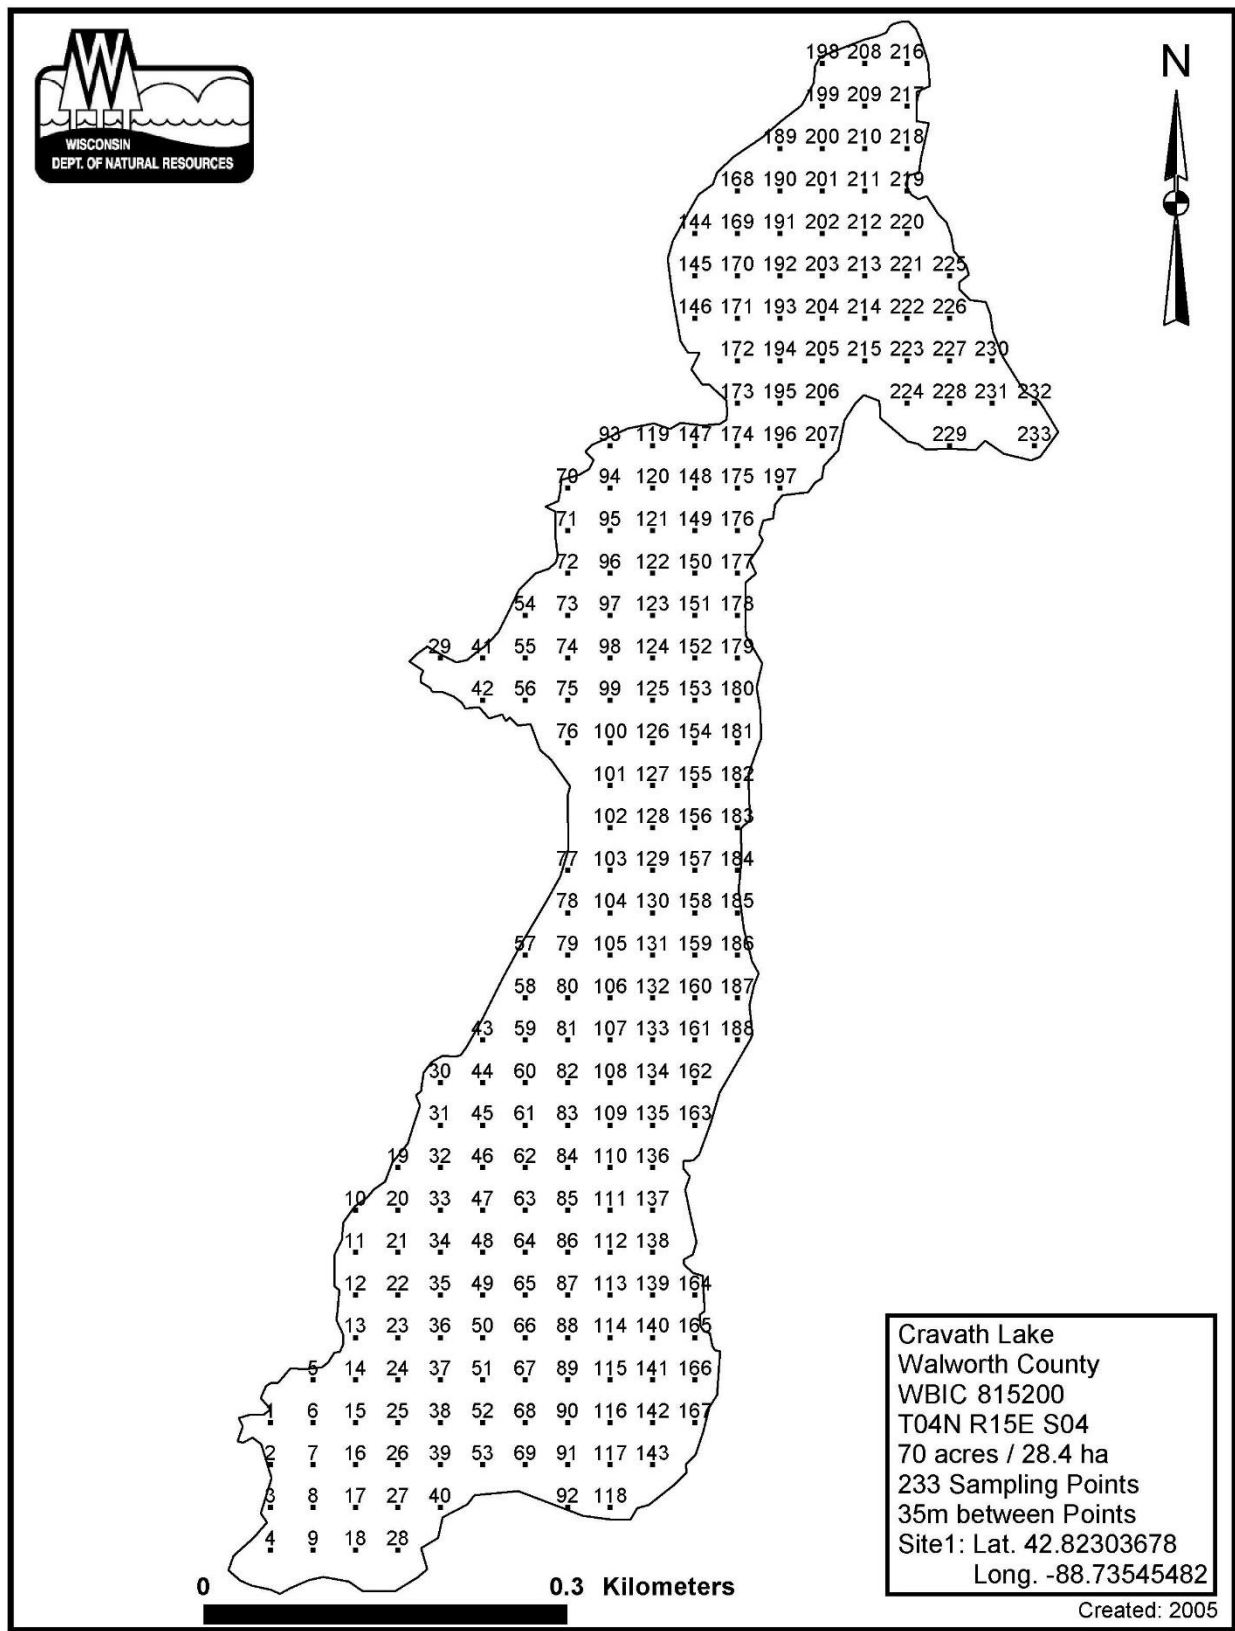 WISCONSIN
DEPT. OF NATURAL RESOURCES
N
198 208 216
199 209 217
189 200 210 218
168 190 201 211 219
144 169 191 202 212 220
145 170 192 203 213 221 225
146 171 193 204 214 222 226
172 194 205 215 223 227 230
173 195 206 224 228 231 232
93 119 147 174 196 207 229 233
70 94 120 148 175 197
71 95 121 149 176
72 96 122 150 177
54 73 97 123 151 178
29 41 55 74 98 124 152 179
42 56 75 99 125 153 180
76 100 126 154 181
101 127 155 182
102 128 156 183
77 103 129 157 184
78 104 130 158 185
57 79 105 131 159 186
58 80 106 132 160 187
43 59 81 107 133 161 188
30 44 60 82 108 134 162
31 45 61 83 109 135 163
19 32 46 62 84 110 136
10 20 33 47 63 85 111 137
11 21 34 48 64 86 112 138
12 22 35 49 65 87 113 139 164
13 23 36 50 66 88 114 140 165
5 14 24 37 51 67 89 115 141 166
1 6 15 25 38 52 68 90 116 142 167
2 7 16 26 39 53 69 91 117 143
3 8 17 27 40 92 118
4 9 18 28
0 0.3 Kilometers
Cravath Lake
Walworth County
WBIC 815200
T04N R15E S04
70 acres / 28.4 ha
233 Sampling Points
35m between Points
Site1: Lat. 42.82303678
Long. -88.73545482
Created: 2005